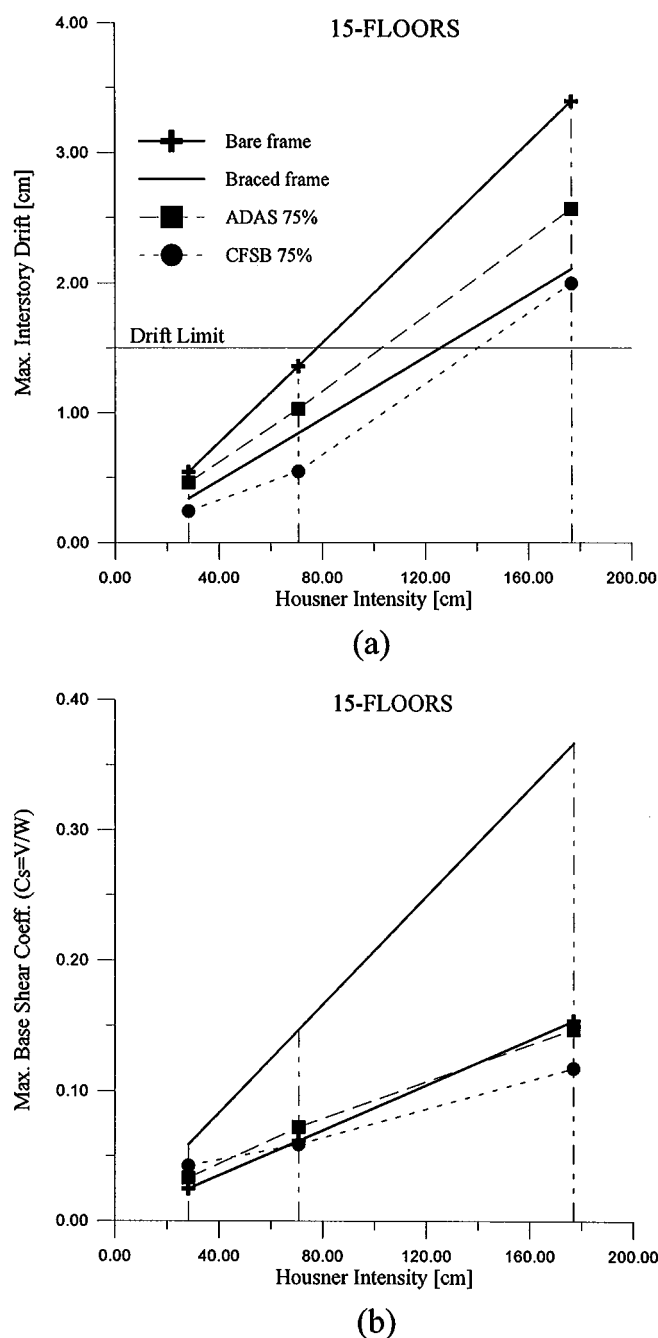 15-FLOORS
4.00
3.00
2.00
1.00
0.00
Max. Interstory Drift [cm]
Bare frame
Braced frame
ADAS 75%
CFSB 75%
Drift Limit
0.00 40.00 80.00 120.00 160.00 200.00
Housner Intensity [cm]
(a)
15-FLOORS
0.40
0.30
0.20
0.10
0.00
Max. Base Shear Coeff. (Cs=V/W)
0.00 40.00 80.00 120.00 160.00 200.00
Housner Intensity [cm]
(b)